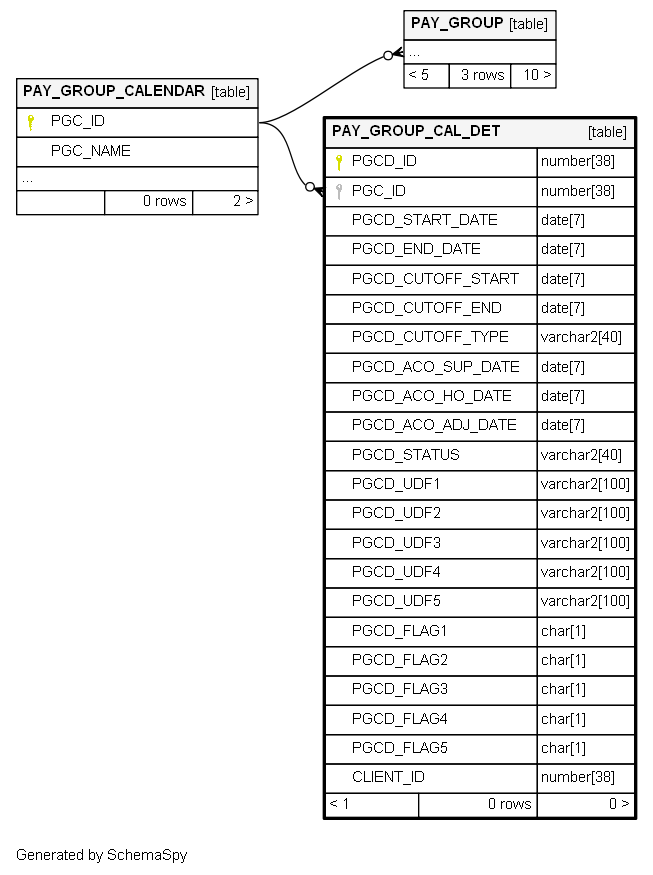 PAY_GROUP [table]
...
< 5 3 rows 10 >
PAY_GROUP_CALENDAR [table]
PGC_ID
PGC_NAME
...
0 rows 2 >
PAY_GROUP_CAL_DET [table]
PGCD_ID number[38]
PGC_ID number[38]
PGCD_START_DATE date[7]
PGCD_END_DATE date[7]
PGCD_CUTOFF_START date[7]
PGCD_CUTOFF_END date[7]
PGCD_CUTOFF_TYPE varchar2[40]
PGCD_ACO_SUP_DATE date[7]
PGCD_ACO_HO_DATE date[7]
PGCD_ACO_ADJ_DATE date[7]
PGCD_STATUS varchar2[40]
PGCD_UDF1 varchar2[100]
PGCD_UDF2 varchar2[100]
PGCD_UDF3 varchar2[100]
PGCD_UDF4 varchar2[100]
PGCD_UDF5 varchar2[100]
PGCD_FLAG1 char[1]
PGCD_FLAG2 char[1]
PGCD_FLAG3 char[1]
PGCD_FLAG4 char[1]
PGCD_FLAG5 char[1]
CLIENT_ID number[38]
< 1 0 rows 0 >
Generated by SchemaSpy